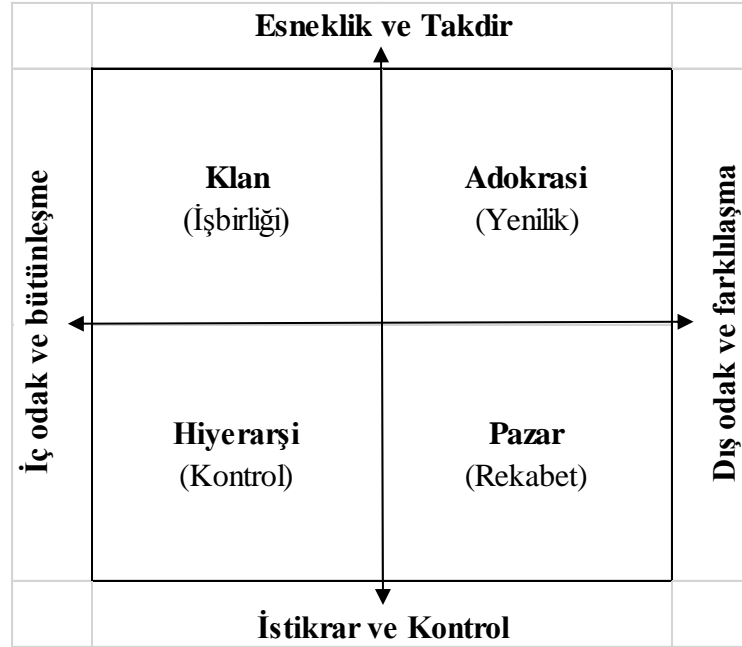 Esneklik ve Takdir
İç odak ve bütünleşme
Klan
(İşbirliği)
Adokrasi
(Yenilik)
Dış odak ve farklılaşma
Hiyerarşi
(Kontrol)
Pazar
(Rekabet)
İstikrar ve Kontrol